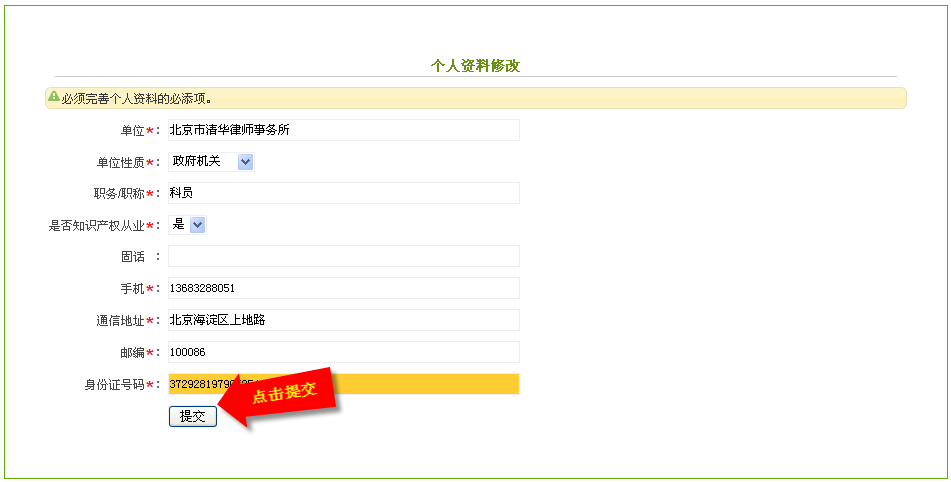 个人资料修改
必须完善个人资料的必添项。
单位*： 北京市清华律师事务所
单位性质*： 政府机关
职务/职称*： 科员
是否知识产权从业*： 是
固话 ：
手机*： 13683288051
通信地址*： 北京海淀区上地路
邮编*： 100086
身份证号码*：
点击提交
提交